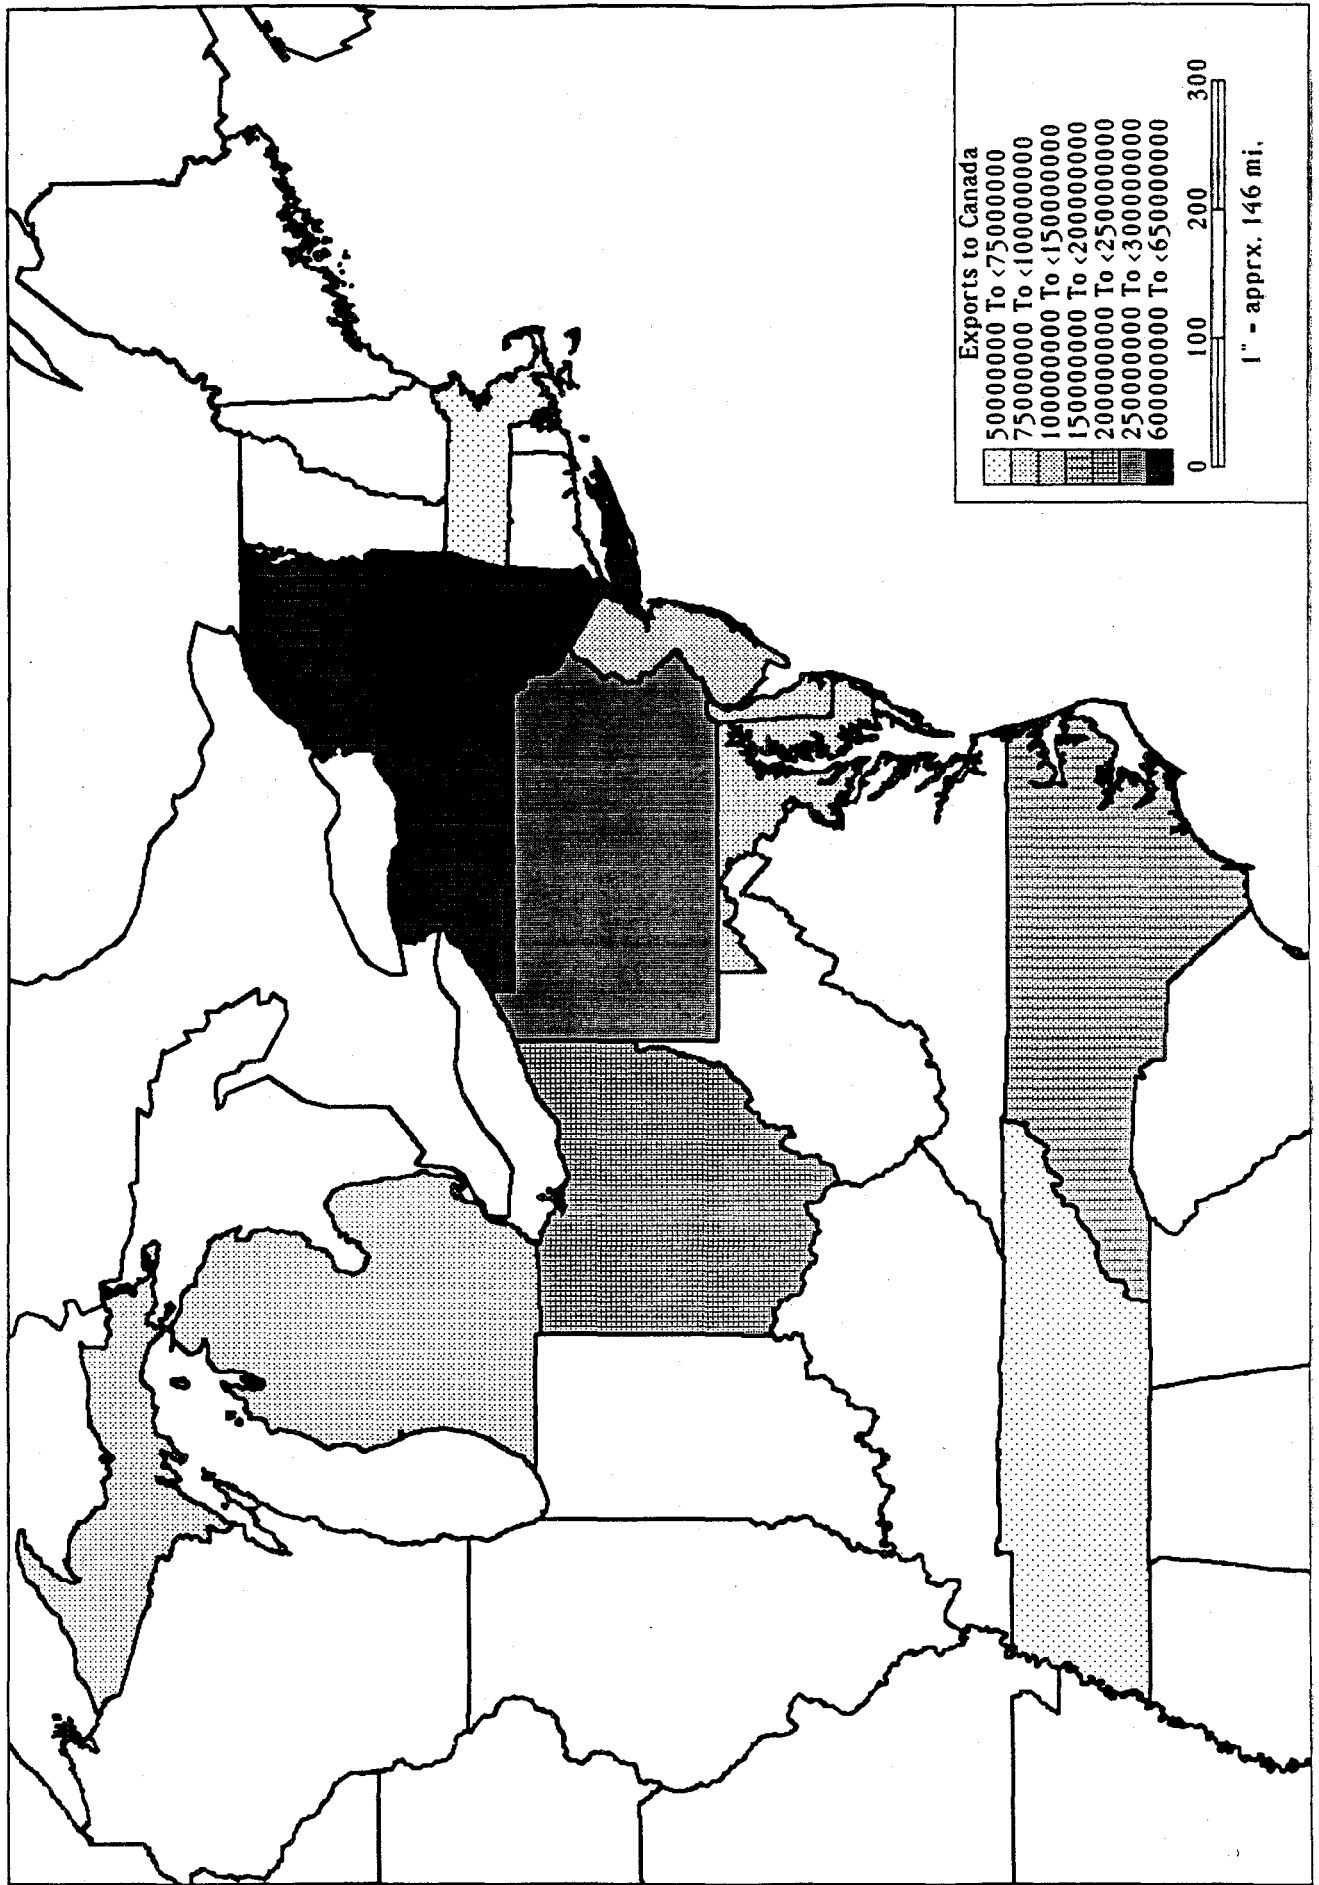 Exports to Canada
50000000 To <75000000
75000000 To <100000000
100000000 To <150000000
150000000 To <200000000
200000000 To <250000000
250000000 To <300000000
600000000 To <650000000
0 100 200 300
1" - apprx. 146 mi.